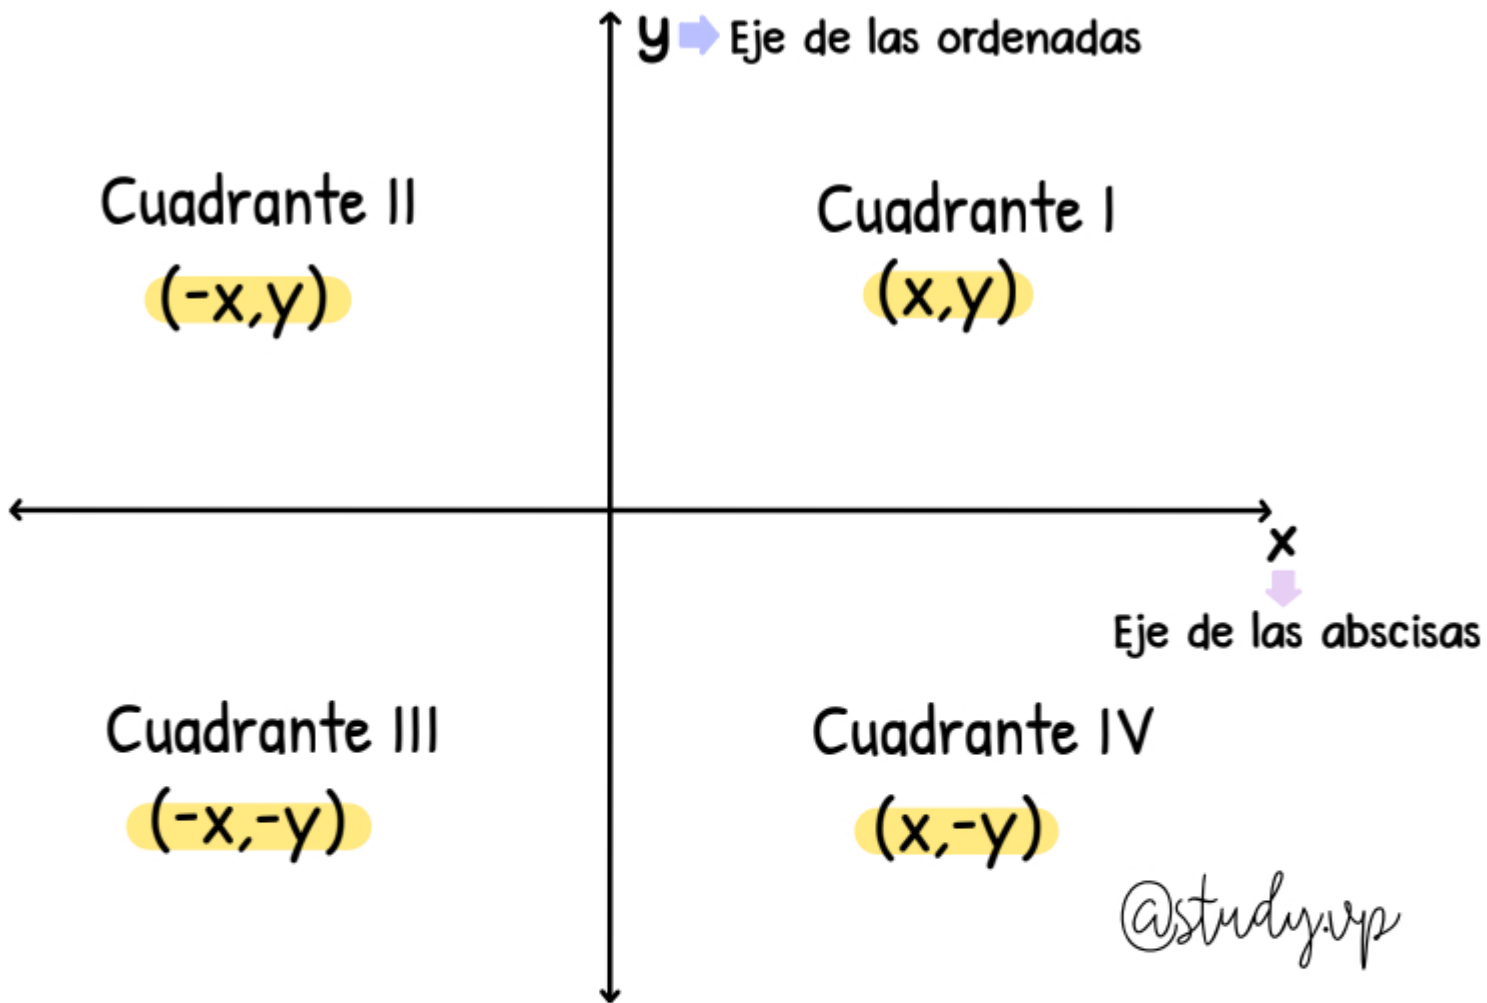 y Eje de las ordenadas
Cuadrante II
(-x,y)
Cuadrante I
(x,y)
x
Eje de las abscisas
Cuadrante III
(-x,-y)
Cuadrante IV
(x,-y)
@study.vp